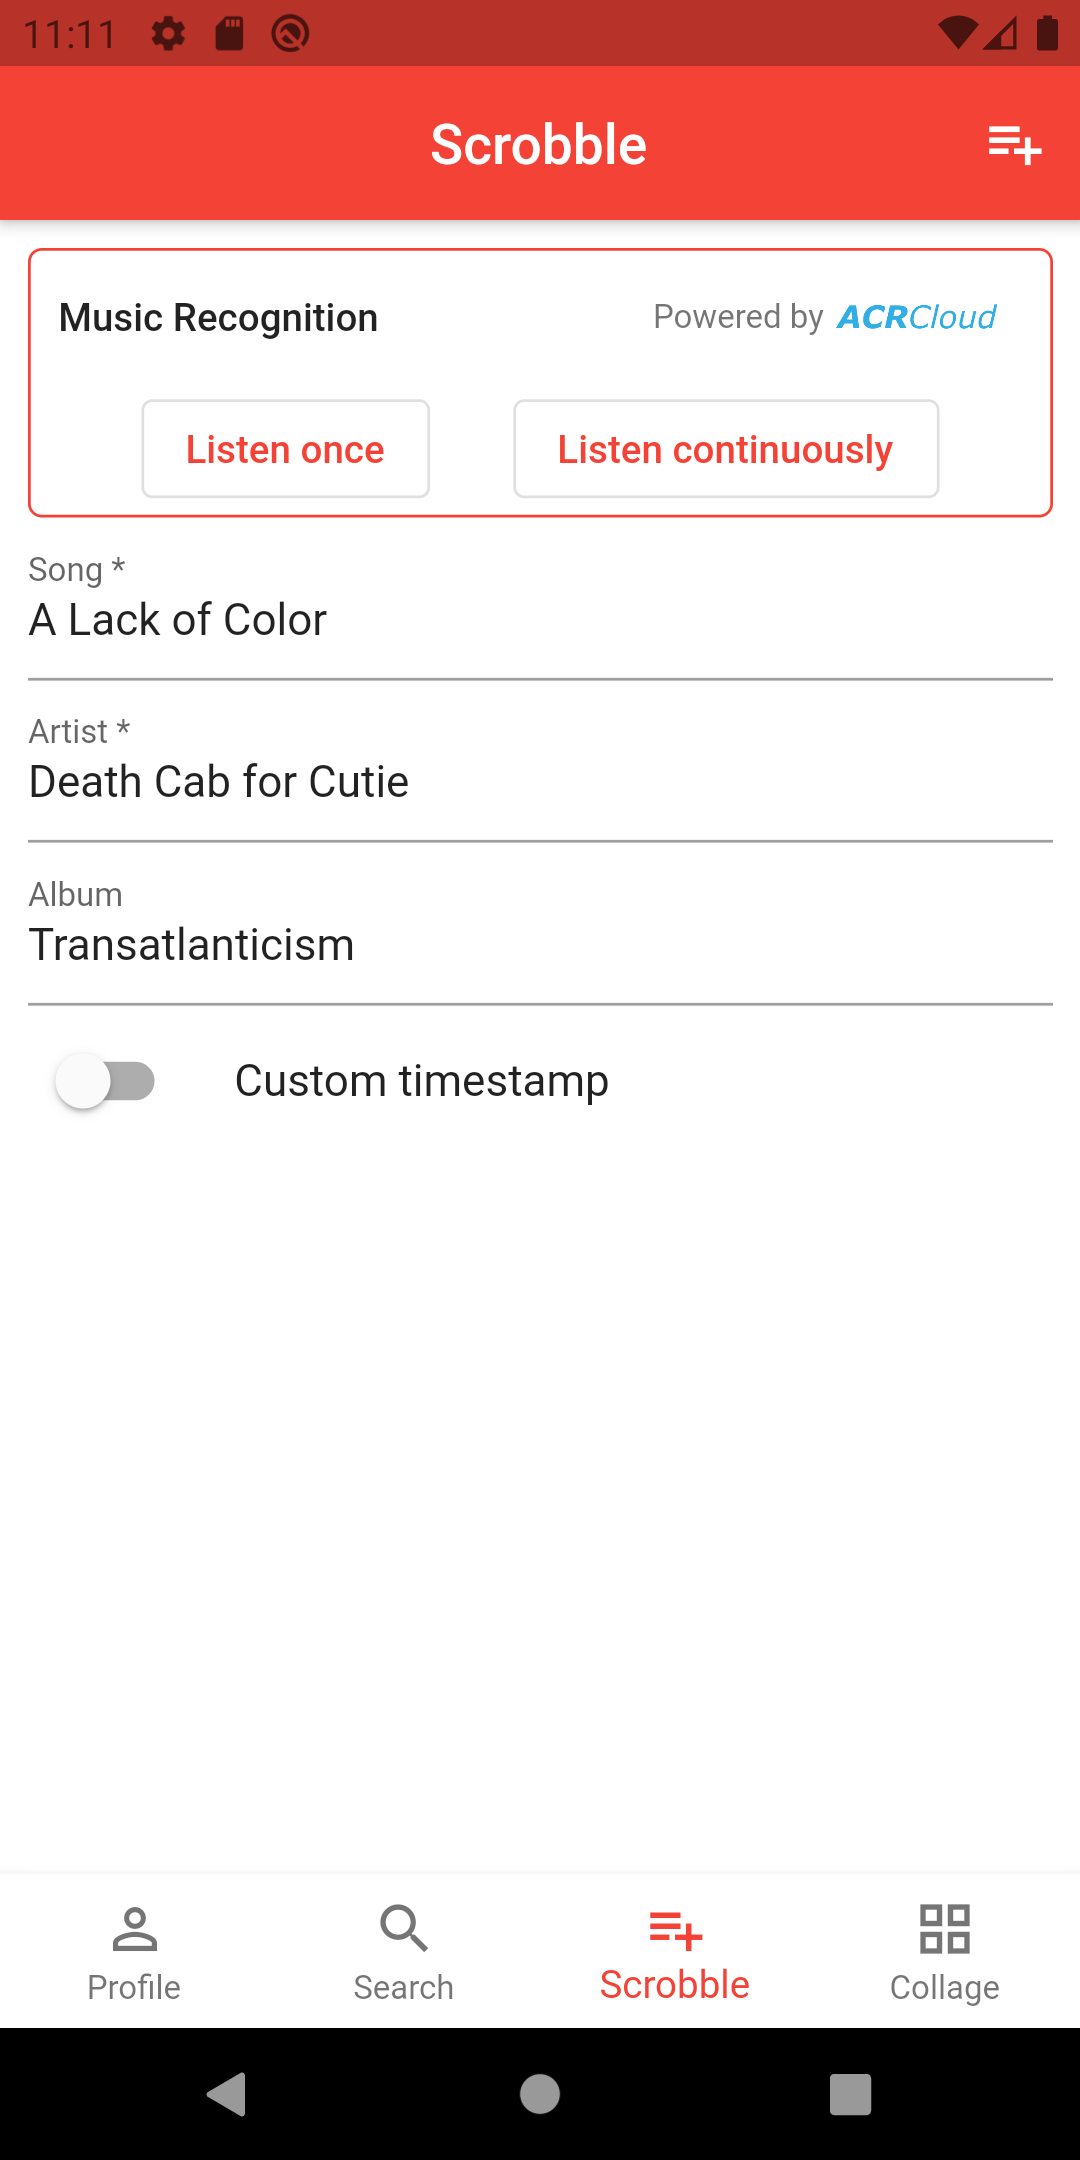 11:11
Scrobble
Music Recognition
Powered by ACRCloud
Listen once
Listen continuously
Song *
A Lack of Color
Artist *
Death Cab for Cutie
Album
Transatlanticism
Custom timestamp
Profile
Search
Scrobble
Collage